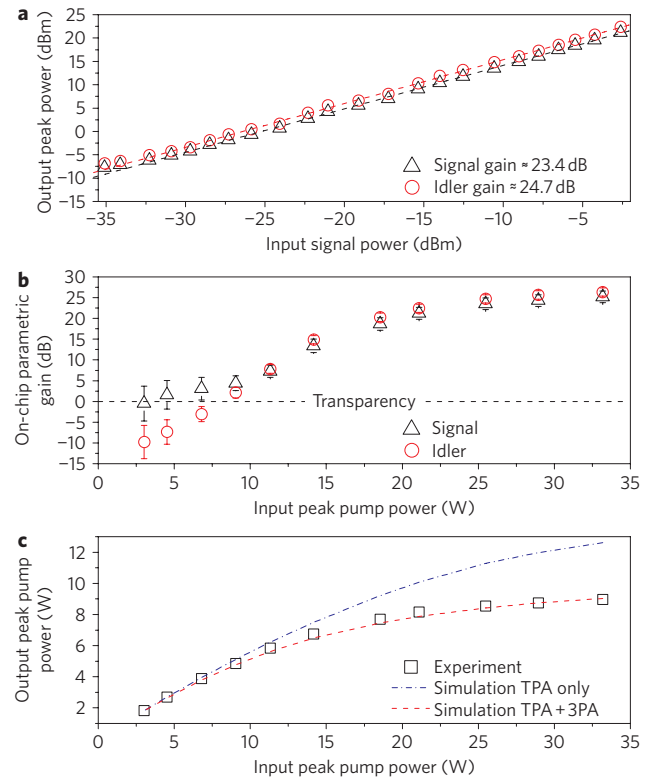 a
Output peak power (dBm)
25
20
15
10
5
0
−5
−10
−15
Signal gain ≈ 23.4 dB
Idler gain ≈ 24.7 dB
−35 −30 −25 −20 −15 −10 −5
Input signal power (dBm)
b
On-chip parametric
gain (dB)
30
25
20
15
10
5
0
−5
−10
−15
Transparency
Signal
Idler
0 5 10 15 20 25 30 35
Input peak pump power (W)
c
Output peak pump
power (W)
12
10
8
6
4
2
Experiment
Simulation TPA only
Simulation TPA + 3PA
0 5 10 15 20 25 30 35
Input peak pump power (W)